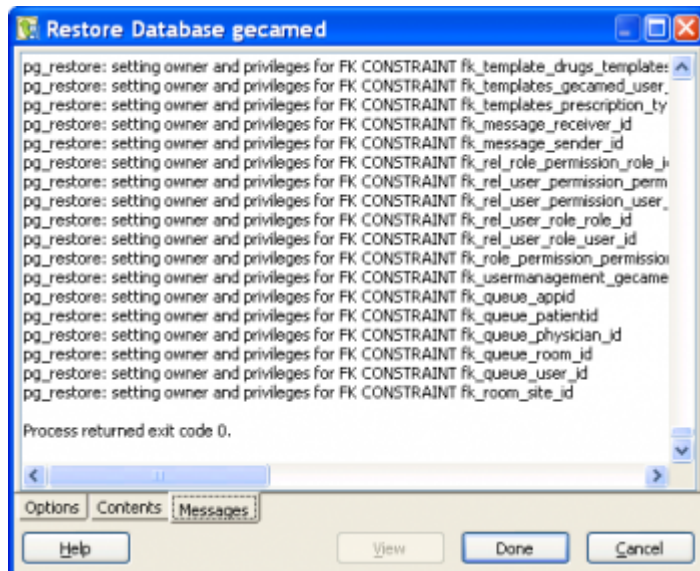 Restore Database gecamed
pg_restore: setting owner and privileges for FK CONSTRAINT fk_template_drugs_templates
pg_restore: setting owner and privileges for FK CONSTRAINT fk_templates_gecamed_user_
pg_restore: setting owner and privileges for FK CONSTRAINT fk_templates_prescription_ty
pg_restore: setting owner and privileges for FK CONSTRAINT fk_message_receiver_id
pg_restore: setting owner and privileges for FK CONSTRAINT fk_message_sender_id
pg_restore: setting owner and privileges for FK CONSTRAINT fk_rel_role_permission_role_i
pg_restore: setting owner and privileges for FK CONSTRAINT fk_rel_user_permission_perm
pg_restore: setting owner and privileges for FK CONSTRAINT fk_rel_user_permission_user_
pg_restore: setting owner and privileges for FK CONSTRAINT fk_rel_user_role_role_id
pg_restore: setting owner and privileges for FK CONSTRAINT fk_rel_user_role_user_id
pg_restore: setting owner and privileges for FK CONSTRAINT fk_role_permission_permission
pg_restore: setting owner and privileges for FK CONSTRAINT fk_usermanagement_gecame
pg_restore: setting owner and privileges for FK CONSTRAINT fk_queue_appid
pg_restore: setting owner and privileges for FK CONSTRAINT fk_queue_patientid
pg_restore: setting owner and privileges for FK CONSTRAINT fk_queue_physician_id
pg_restore: setting owner and privileges for FK CONSTRAINT fk_queue_room_id
pg_restore: setting owner and privileges for FK CONSTRAINT fk_queue_user_id
pg_restore: setting owner and privileges for FK CONSTRAINT fk_room_site_id
Process returned exit code 0.
Options Contents Messages
Help View Done Cancel